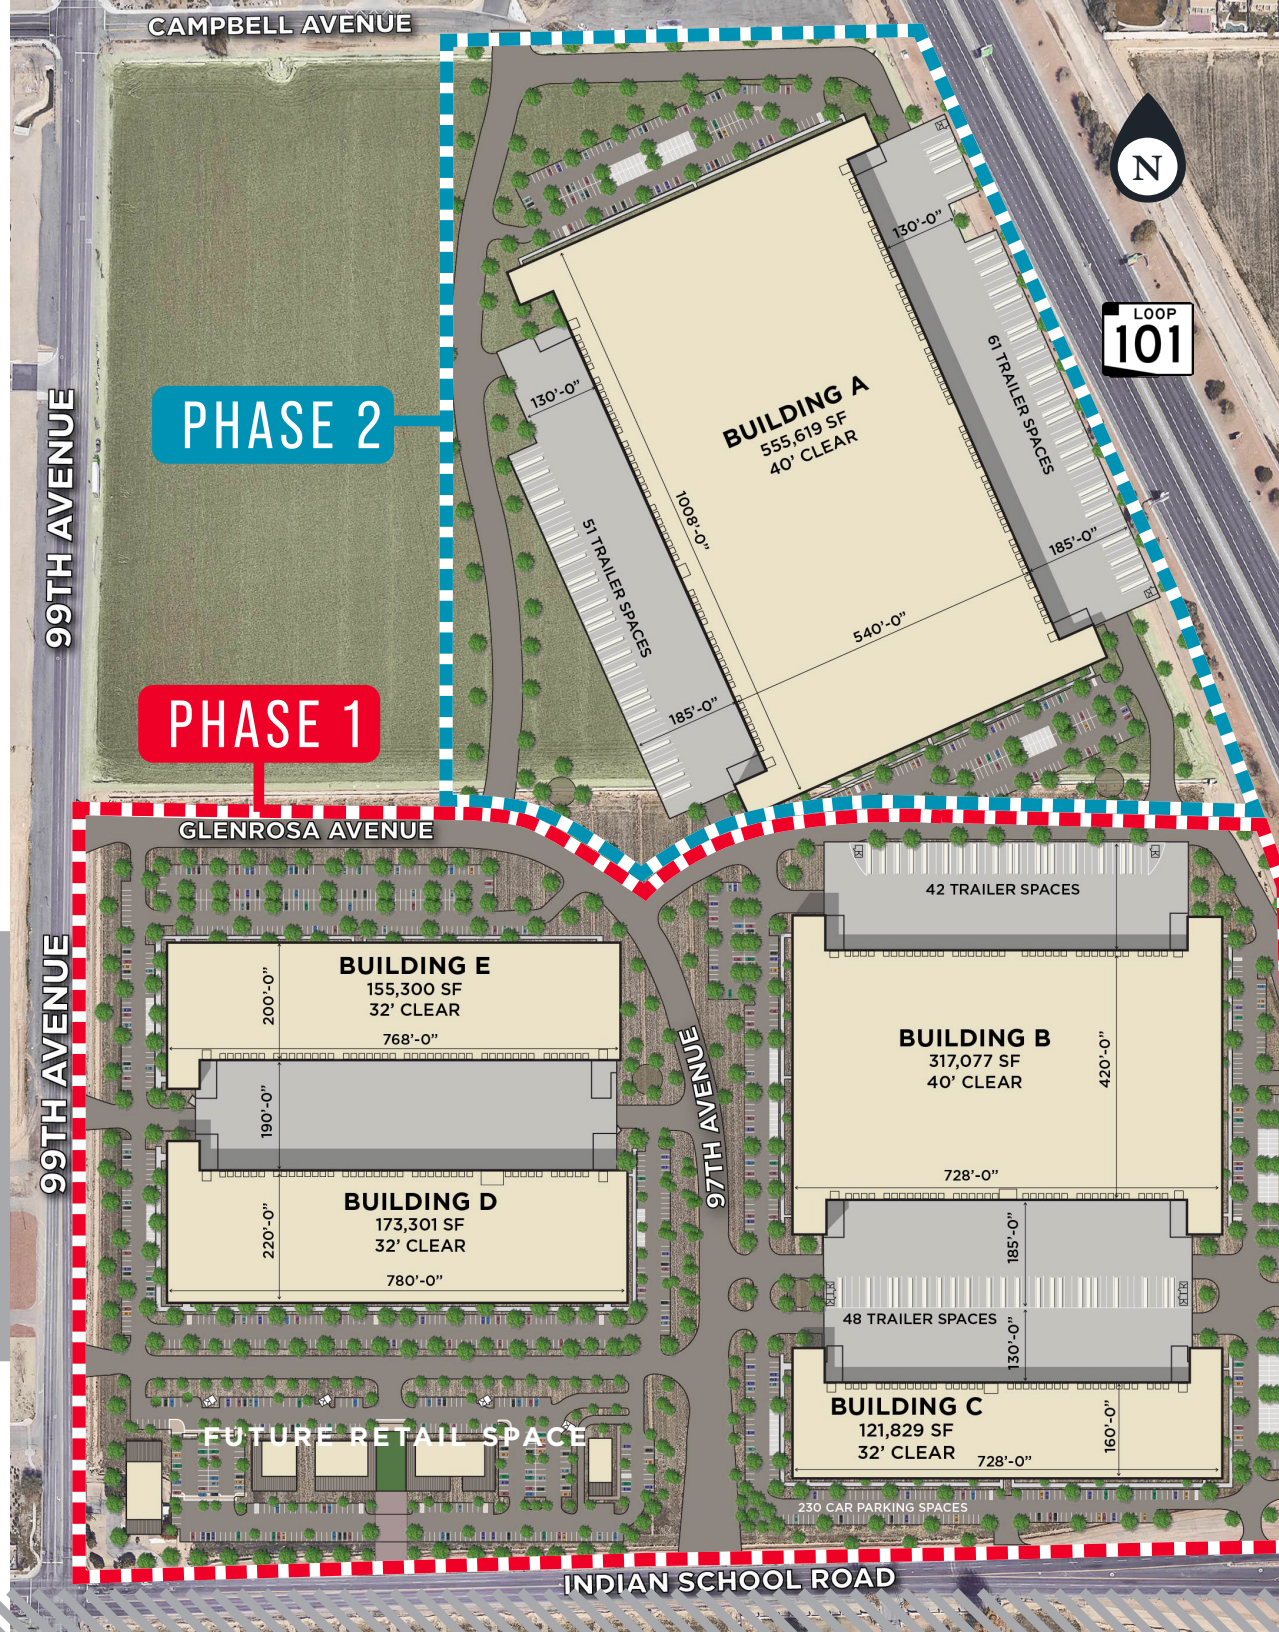 CAMPBELL AVENUE
N
LOOP
101
130'-0"
61 TRAILER SPACES
130'-0"
BUILDING A
555,619 SF
40' CLEAR
PHASE 2
99TH AVENUE
1008'-0"
51 TRAILER SPACES
185'-0"
540'-0"
185'-0"
PHASE 1
GLENROSA AVENUE
42 TRAILER SPACES
BUILDING E
155,300 SF
32' CLEAR
200'-0"
768'-0"
99TH AVENUE
190'-0"
97TH AVENUE
BUILDING B
317,077 SF
40' CLEAR
420'-0"
728'-0"
BUILDING D
173,301 SF
32' CLEAR
220'-0"
780'-0"
185'-0"
48 TRAILER SPACES
130'-0"
BUILDING C
121,829 SF
32' CLEAR
728'-0"
160'-0"
FUTURE RETAIL SPACE
230 CAR PARKING SPACES
INDIAN SCHOOL ROAD